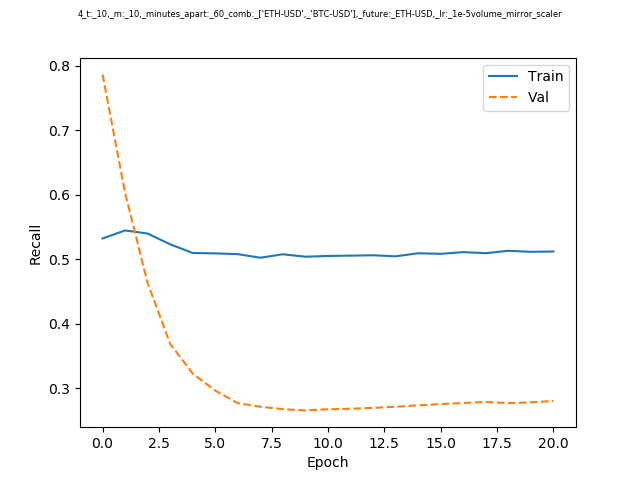 4_t:_10,_m:_10,_minutes_apart:_60_comb:_['ETH-USD',_'BTC-USD'],_future:_ETH-USD,_lr:_1e-5volume_mirror_scaler
Train
Val
0.8
0.7
0.6
0.5
0.4
0.3
Recall
0.0 2.5 5.0 7.5 10.0 12.5 15.0 17.5 20.0
Epoch